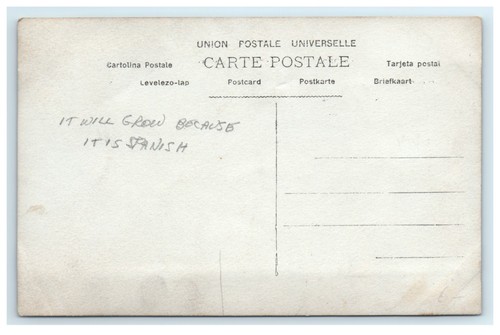 UNION POSTALE UNIVERSELLE
CARTE POSTALE
Cartolina Postale Tarjeta postal
Levelezo-lap Postcard Postkarte Briefkaart
IT WILL GROW BECAUSE
IT IS SPANISH